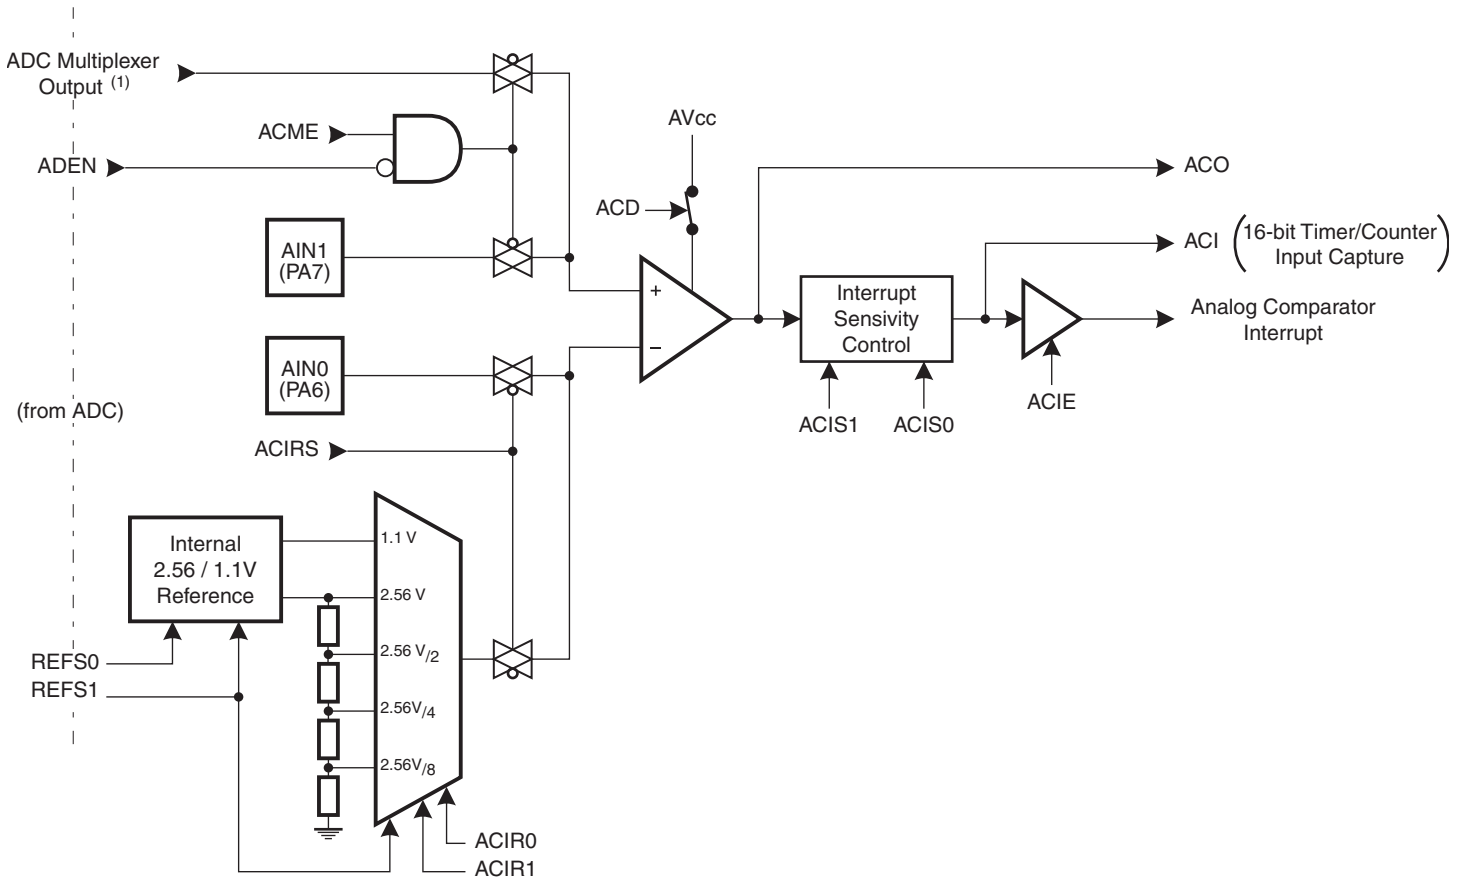 ADC Multiplexer
Output (1)
ACME
ADEN
AVcc
ACD
ACO
AIN1
(PA7)
ACI
16-bit Timer/Counter
Input Capture
+
−
Interrupt
Sensivity
Control
Analog Comparator
Interrupt
AIN0
(PA6)
(from ADC)
ACIS1
ACIS0
ACIE
ACIRS
Internal
2.56 / 1.1V
Reference
1.1 V
2.56 V
2.56 V/2
2.56V/4
2.56V/8
REFS0
REFS1
ACIR0
ACIR1